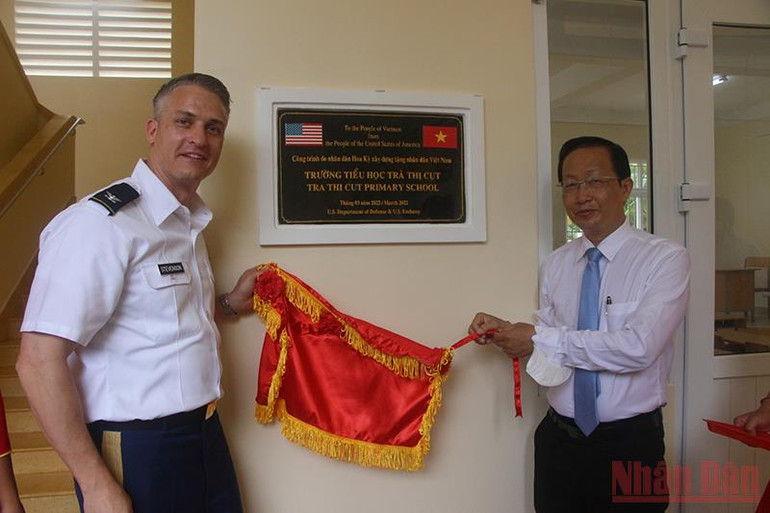 To the People of Vietnam
from
the People of the United States of America
Công trình do nhân dân Hoa Kỳ xây dựng tặng nhân dân Việt Nam
TRƯỜNG TIỂU HỌC TRÀ THỊ CỤT
TRA THI CUT PRIMARY SCHOOL
Tháng 03 năm 2022 / March 2022
U.S. Department of Defense & U.S. Embassy
STEVENSON
Nhân Dân